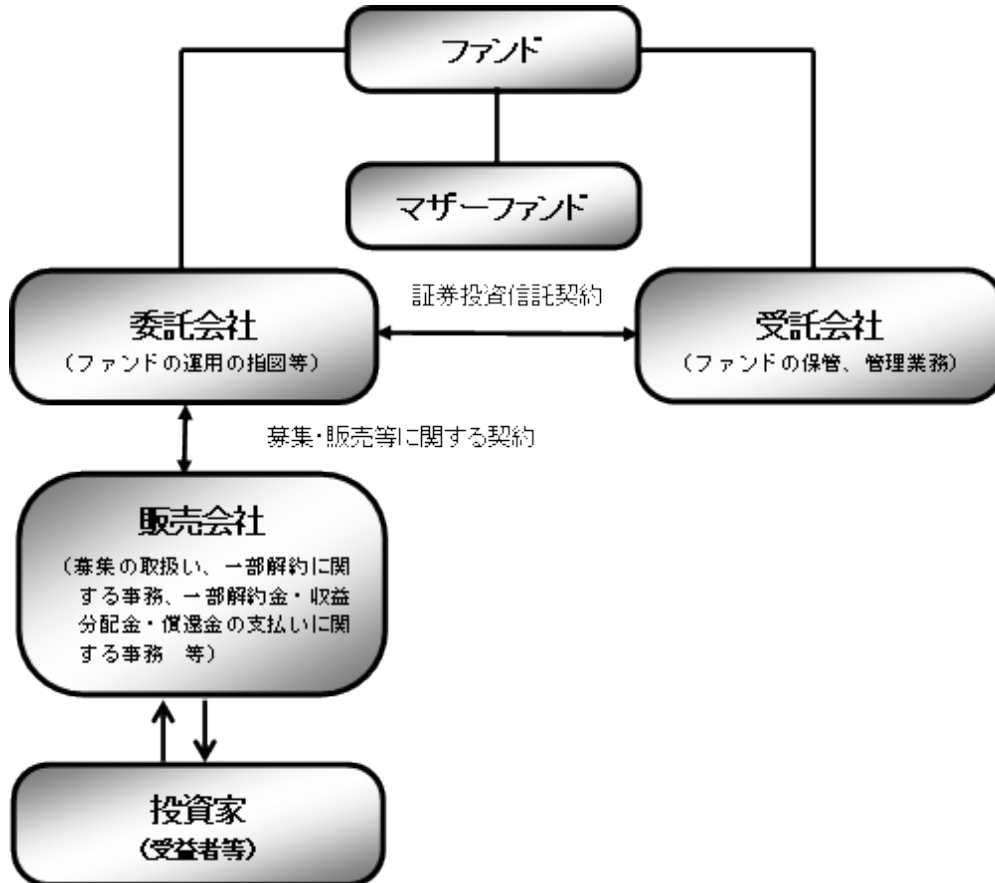 ファンド
マザーファンド
証券投資信託契約
委託会社
（ファンドの運用の指図等）
受託会社
（ファンドの保管、管理業務）
募集・販売等に関する契約
販売会社
（募集の取扱い、一部解約に関
する事務、一部解約金・収益
分配金・償還金の支払いに関
する事務　等）
投資家
（受益者等）